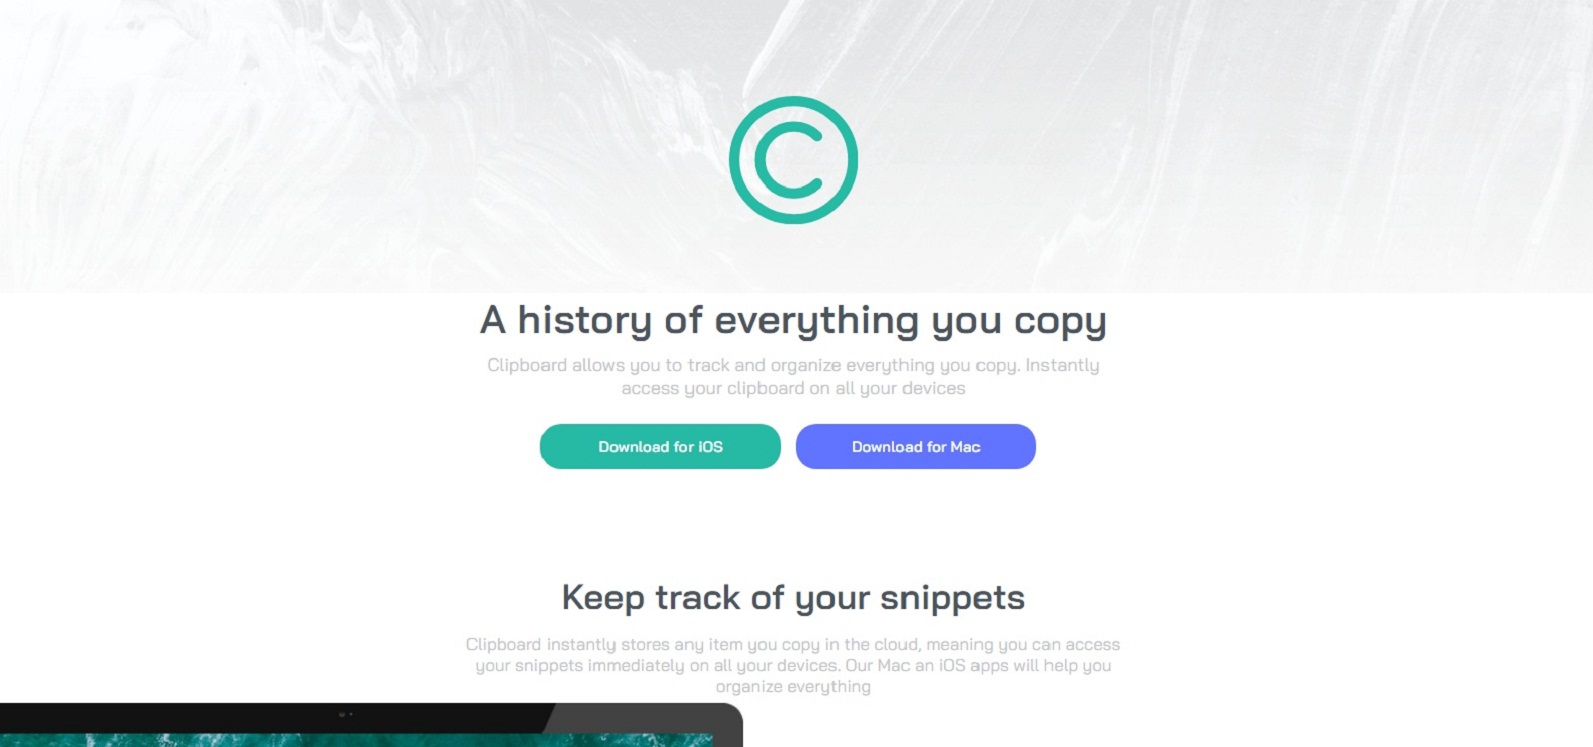 A history of everything you copy
Clipboard allows you to track and organize everything you copy. Instantly
access your clipboard on all your devices
Download for iOS
Download for Mac
Keep track of your snippets
Clipboard instantly stores any item you copy in the cloud, meaning you can access
your snippets immediately on all your devices. Our Mac an iOS apps will help you
organize everything